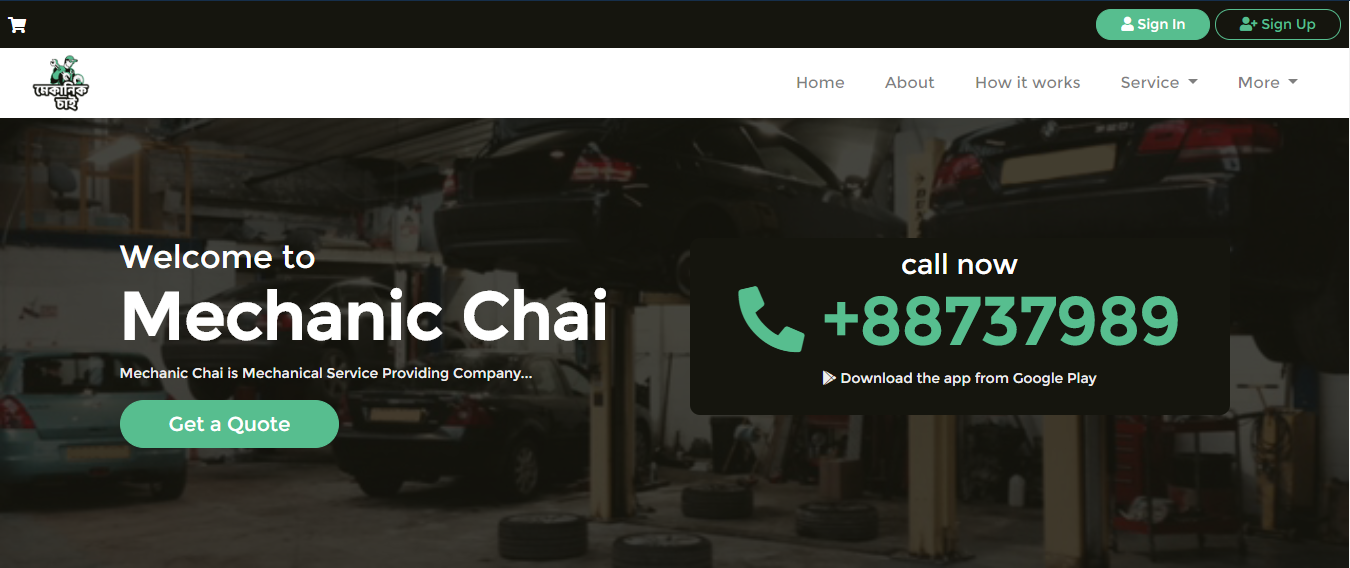 Sign In
Sign Up
মেকানিক
চাই
Home
About
How it works
Service
More
Welcome to
Mechanic Chai
Mechanic Chai is Mechanical Service Providing Company...
Get a Quote
call now
+88737989
Download the app from Google Play